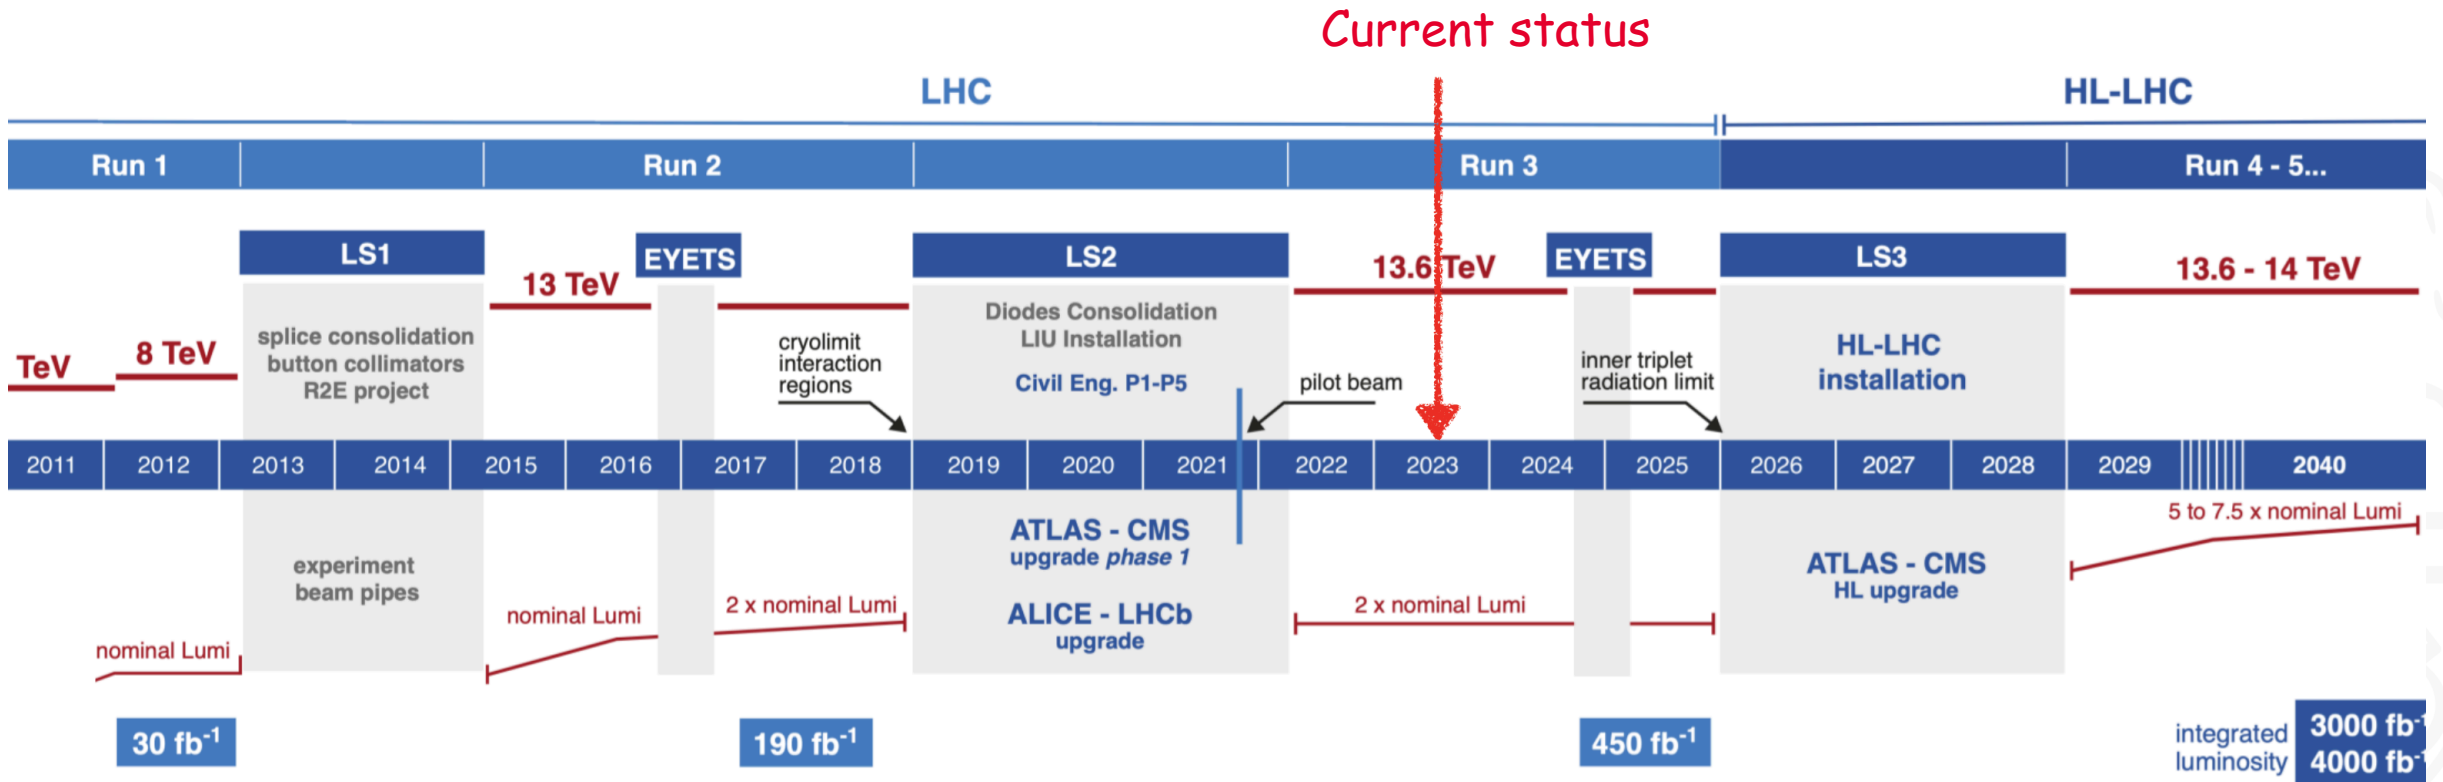 Current status
LHC
HL-LHC
Run 1
Run 2
Run 3
Run 4 - 5...
LS1
EYETS
LS2
EYETS
LS3
13 TeV
13.6 TeV
13.6 - 14 TeV
TeV
8 TeV
splice consolidation
button collimators
R2E project
cryolimit
interaction
regions
Diodes Consolidation
LIU Installation
Civil Eng. P1-P5
pilot beam
inner triplet
radiation limit
HL-LHC
installation
2011
2012
2013
2014
2015
2016
2017
2018
2019
2020
2021
2022
2023
2024
2025
2026
2027
2028
2029
2040
experiment
beam pipes
nominal Lumi
nominal Lumi
2 x nominal Lumi
ATLAS - CMS
upgrade phase 1
ALICE - LHCb
upgrade
2 x nominal Lumi
ATLAS - CMS
HL upgrade
5 to 7.5 x nominal Lumi
30 fb⁻¹
190 fb⁻¹
450 fb⁻¹
integrated
luminosity
3000 fb⁻¹
4000 fb⁻¹